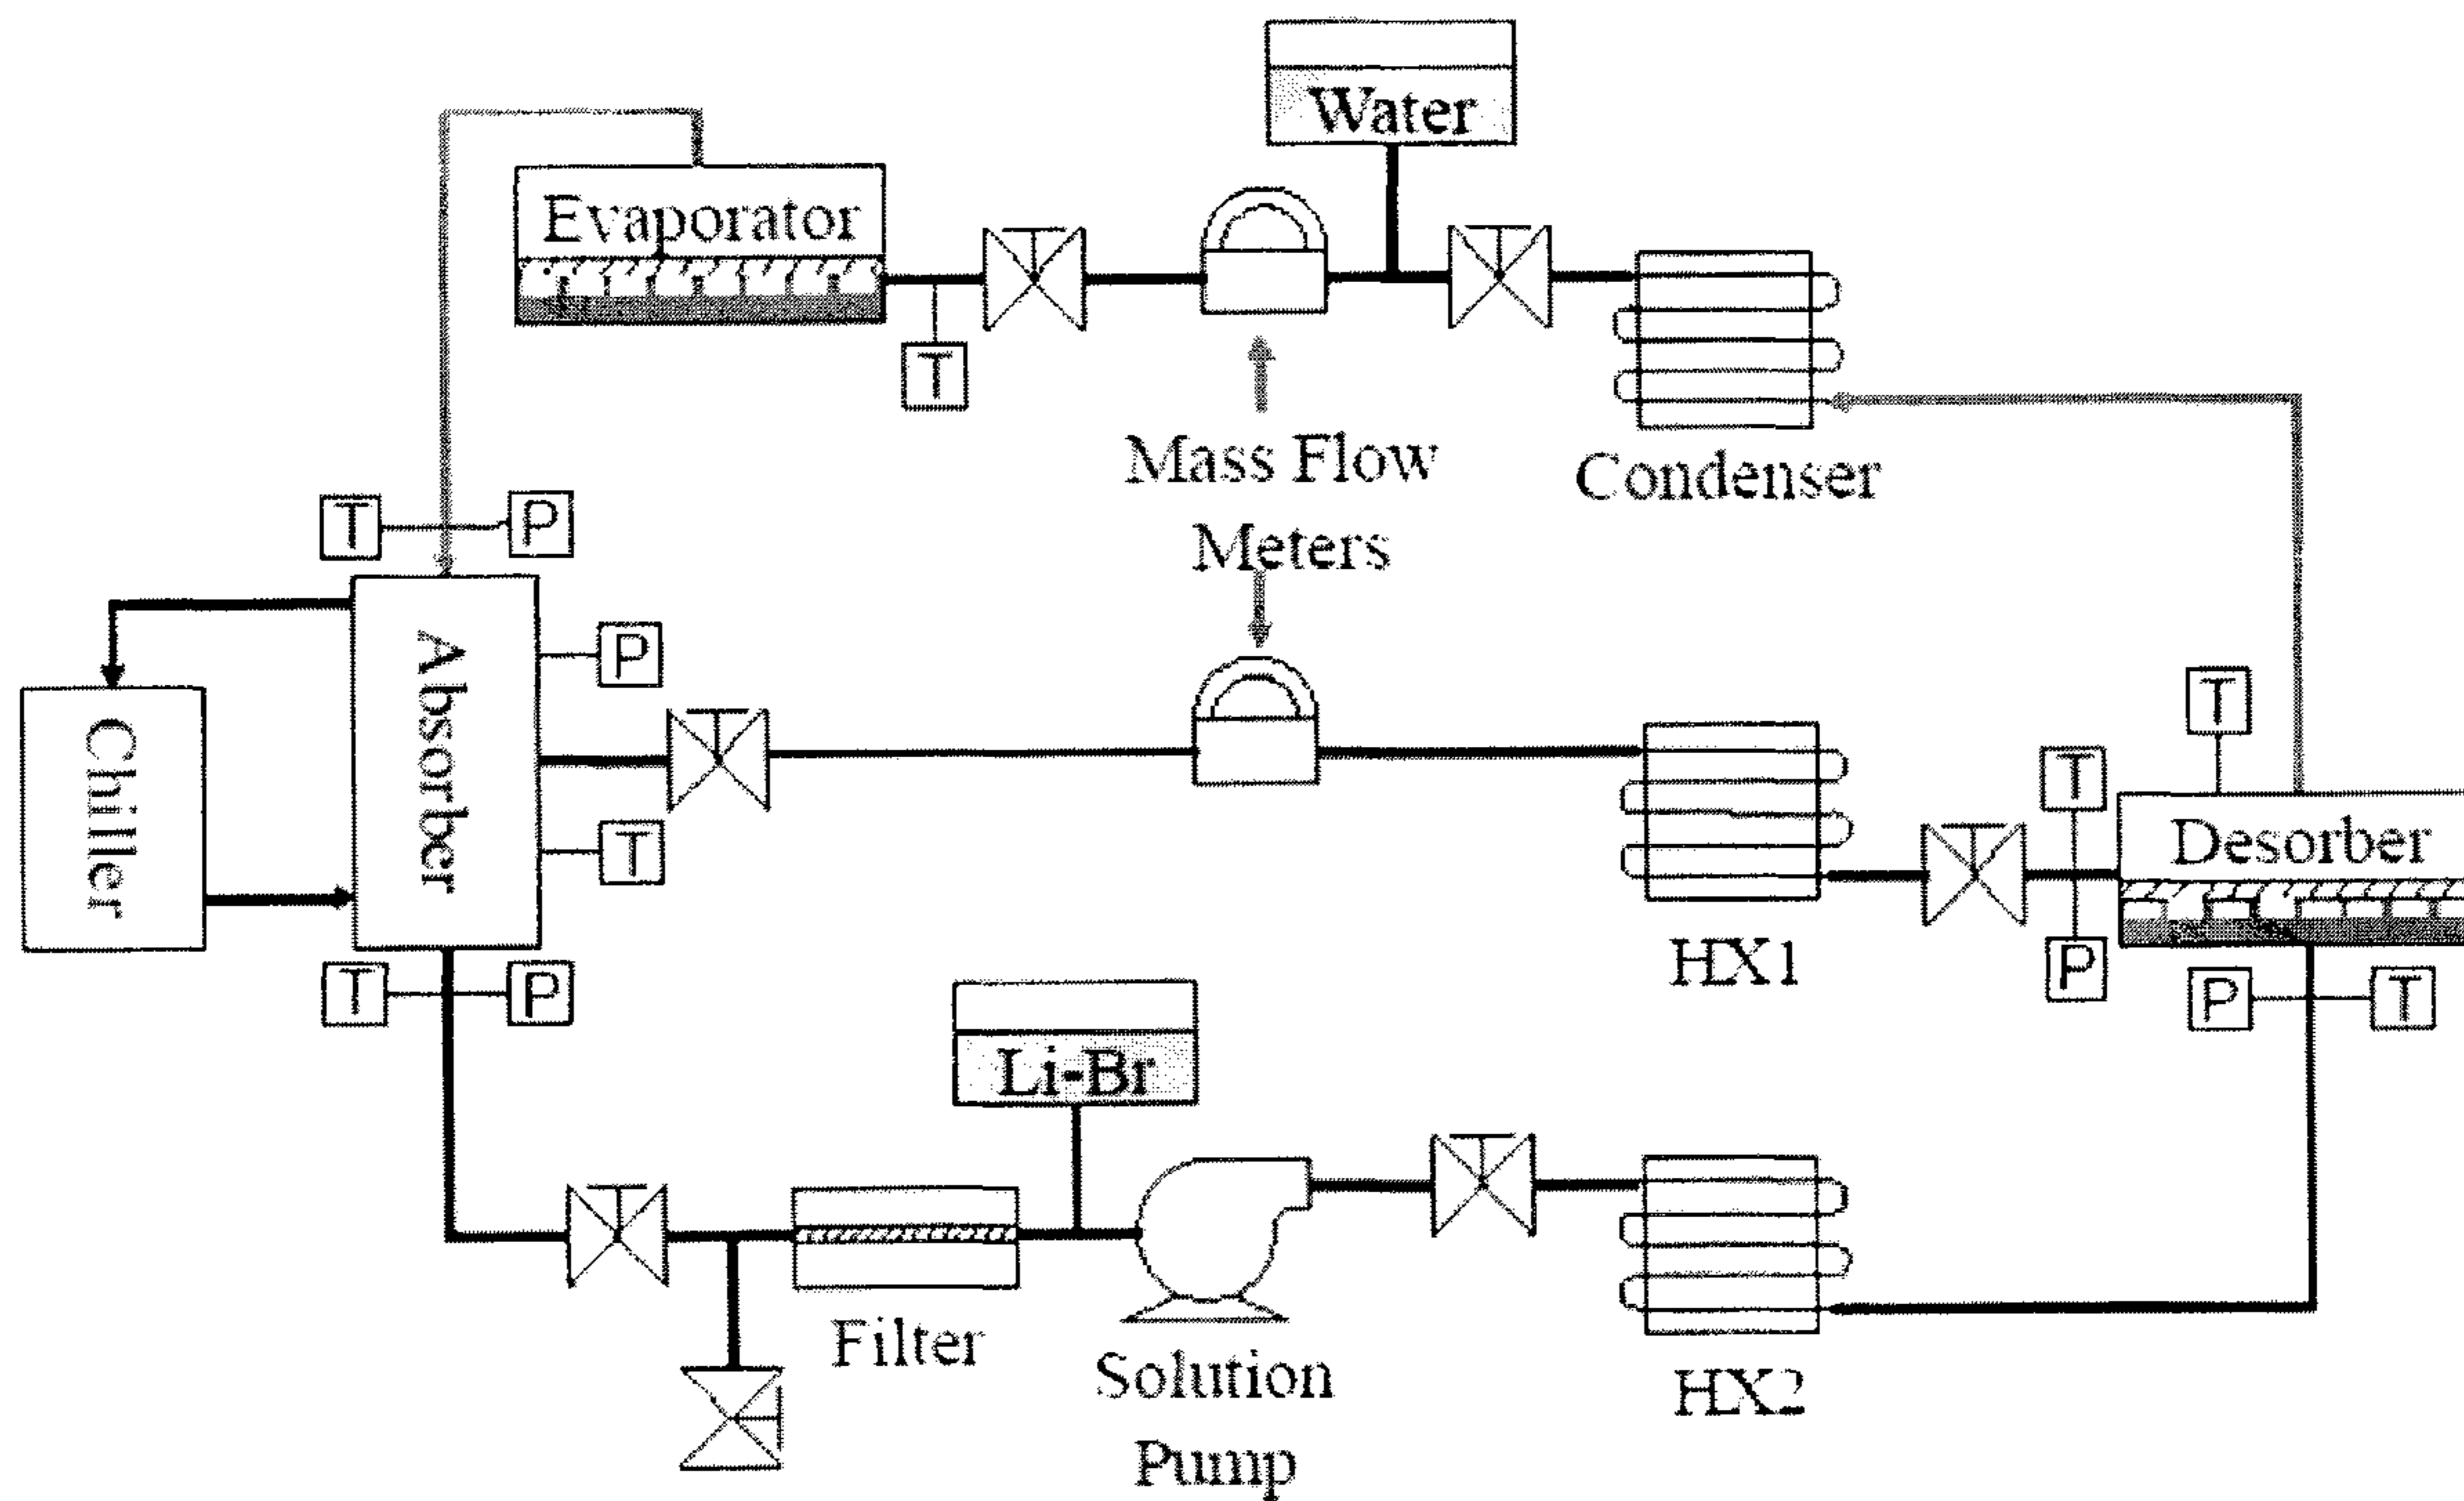 Water
Evaporator
T
Mass Flow
Meters
Condenser
T
P
P
Absorber
Chiller
T
T
P
T
T
Desorber
P
P
T
HX1
Li-Br
Filter
Solution
Pump
HX2